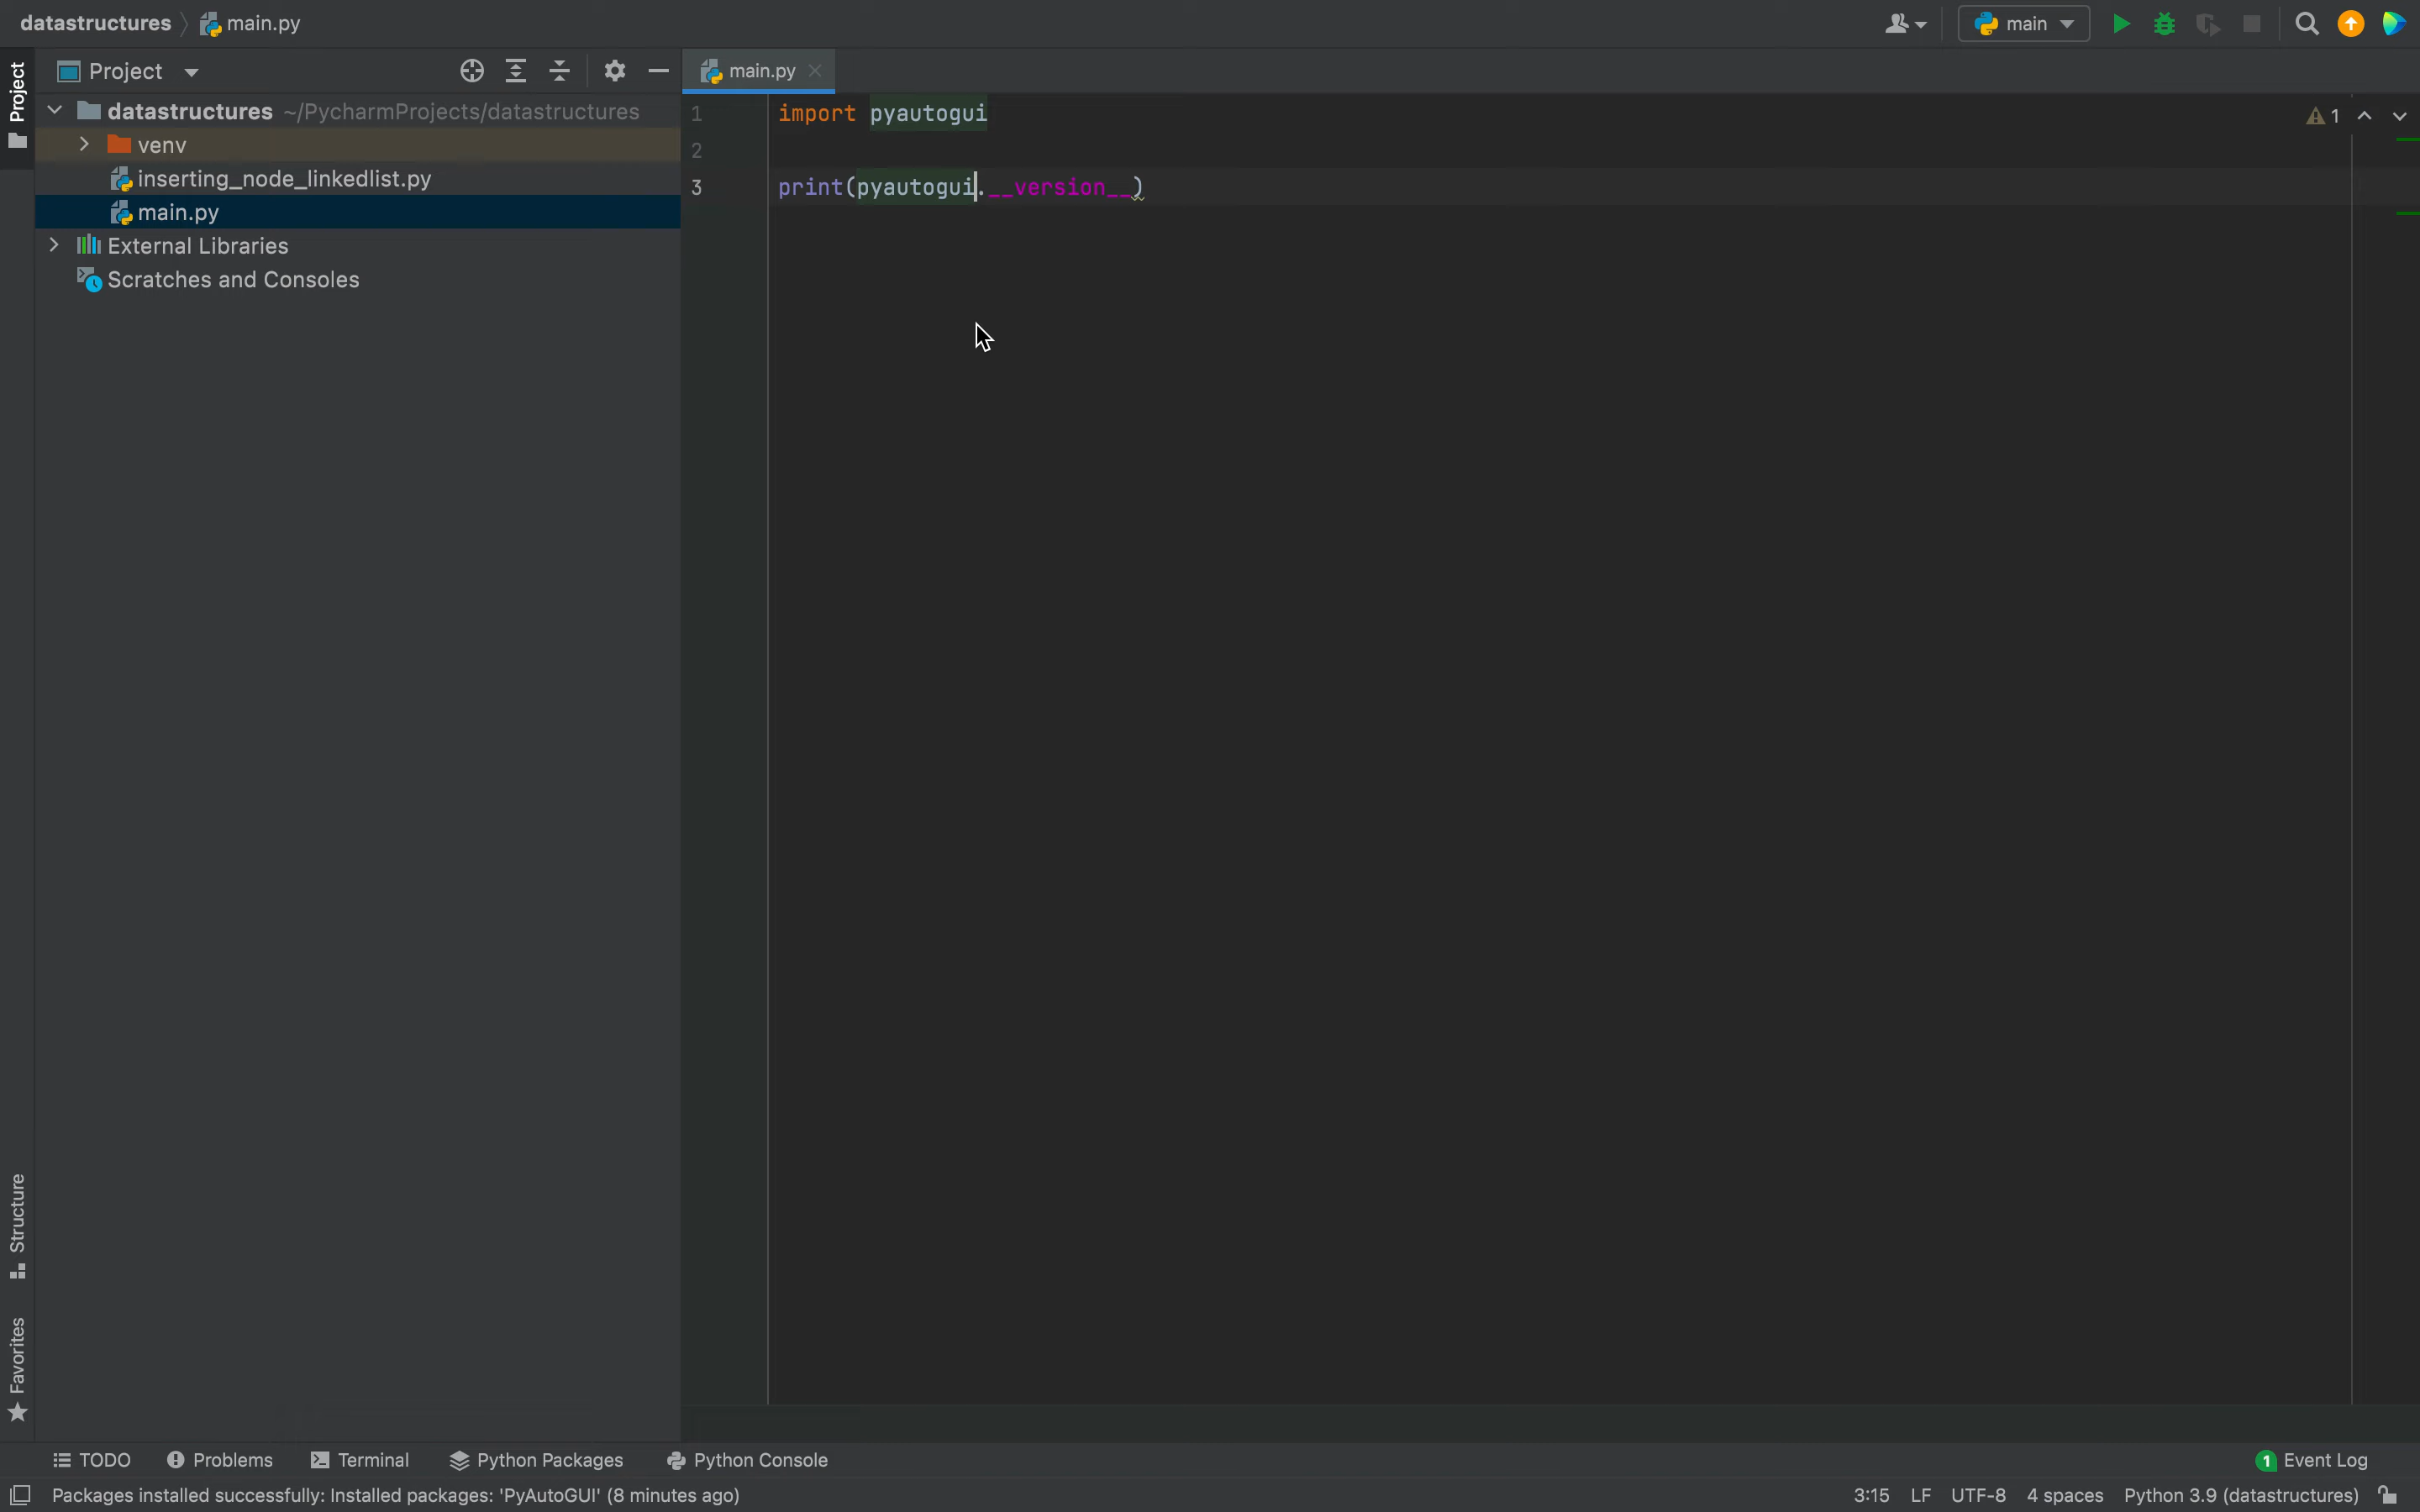 datastructures main.py
main
Project
Project
main.py
datastructures ~/PycharmProjects/datastructures
venv
inserting_node_linkedlist.py
main.py
External Libraries
Scratches and Consoles
1 import pyautogui
2
3 print(pyautogui.__version__)
1
Structure
Favorites
TODO Problems Terminal Python Packages Python Console 1 Event Log
Packages installed successfully: Installed packages: 'PyAutoGUI' (8 minutes ago) 3:15 LF UTF-8 4 spaces Python 3.9 (datastructures)